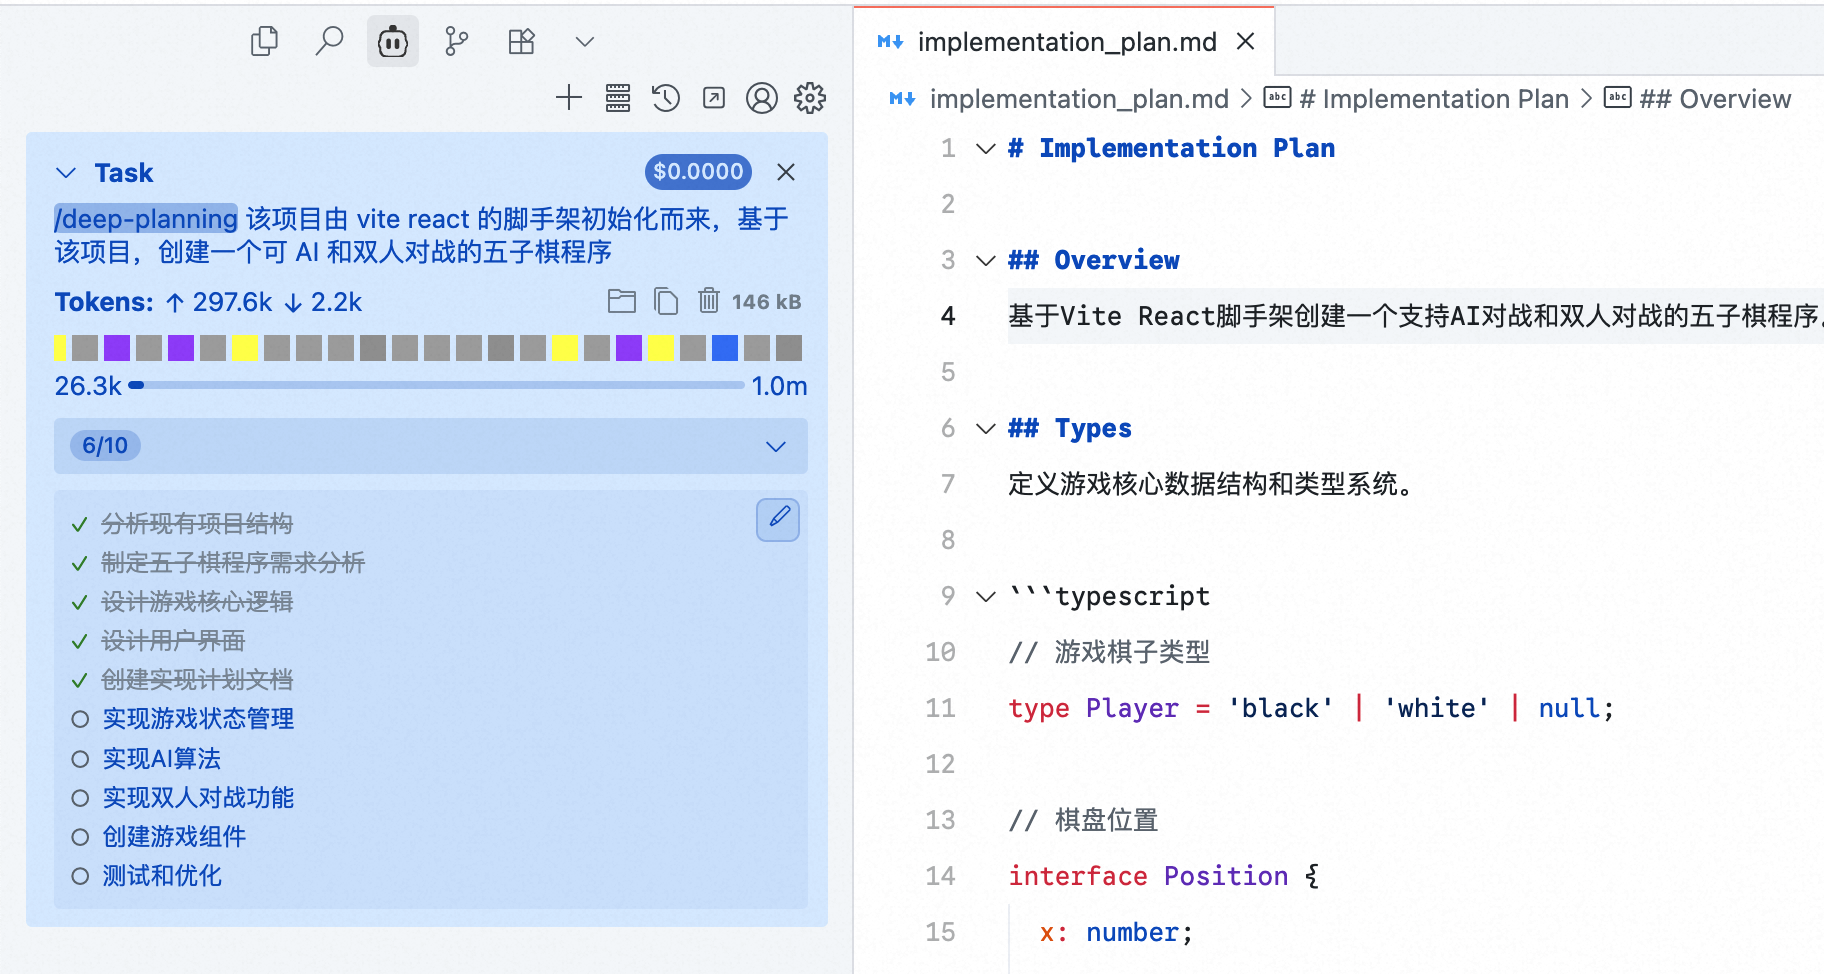 Task
$0.0000
/deep-planning 该项目由 vite react 的脚手架初始化而来，基于
该项目，创建一个可 AI 和双人对战的五子棋程序
Tokens: ↑ 297.6k ↓ 2.2k
146 kB
26.3k
1.0m
6/10
✓ 分析现有项目结构
✓ 制定五子棋程序需求分析
✓ 设计游戏核心逻辑
✓ 设计用户界面
✓ 创建实现计划文档
实现游戏状态管理
实现AI算法
实现双人对战功能
创建游戏组件
测试和优化
implementation_plan.md
implementation_plan.md > abc # Implementation Plan > abc ## Overview
1 # Implementation Plan
2
3 ## Overview
4 基于Vite React脚手架创建一个支持AI对战和双人对战的五子棋程序。
5
6 ## Types
7 定义游戏核心数据结构和类型系统。
8
9 ```typescript
10 // 游戏棋子类型
11 type Player = 'black' | 'white' | null;
12
13 // 棋盘位置
14 interface Position {
15 x: number;